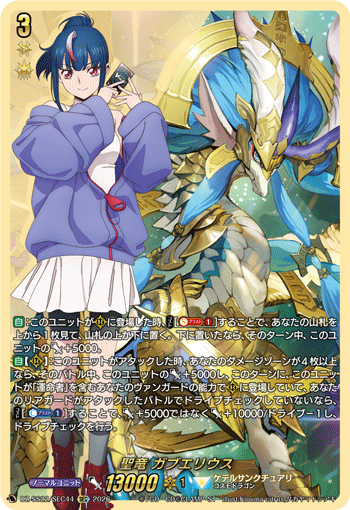 3
自【(R)】:このユニットが(R)に登場した時、【コスト】[SB1]することで、あなたの山札を
上から1枚見て、山札の上か下に置く。下に置いたなら、そのターン中、このユ
ニットの+5000。
自【(R)】:このユニットがアタックした時、あなたのダメージゾーンが4枚以上
なら、そのバトル中、このユニットの+5000し、このターンに、このユニッ
トが「運命者」を含むあなたのヴァンガードの能力で(R)に登場していて、あなたの
リアガードがアタックしたバトルでドライブチェックしていないなら、
【コスト】[CB1]することで、+5000ではなく+10000/ドライブー1し、
ドライブチェックを行う。
聖竜 ガブエリウス
ノーマルユニット
13000
1
ケテルサンクチュアリ
コスモドラゴン
SEC44
2026